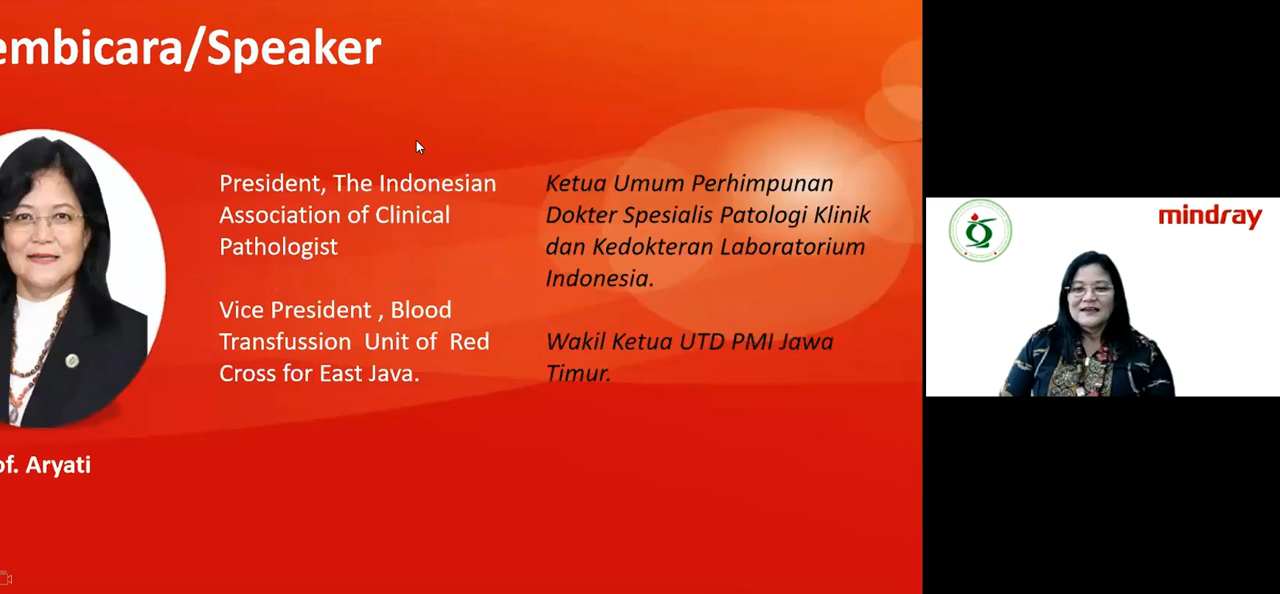 embicara/Speaker
President, The Indonesian
Association of Clinical
Pathologist
Vice President , Blood
Transfussion Unit of Red
Cross for East Java.
Ketua Umum Perhimpunan
Dokter Spesialis Patologi Klinik
dan Kedokteran Laboratorium
Indonesia.
Wakil Ketua UTD PMI Jawa
Timur.
of. Aryati
mindray